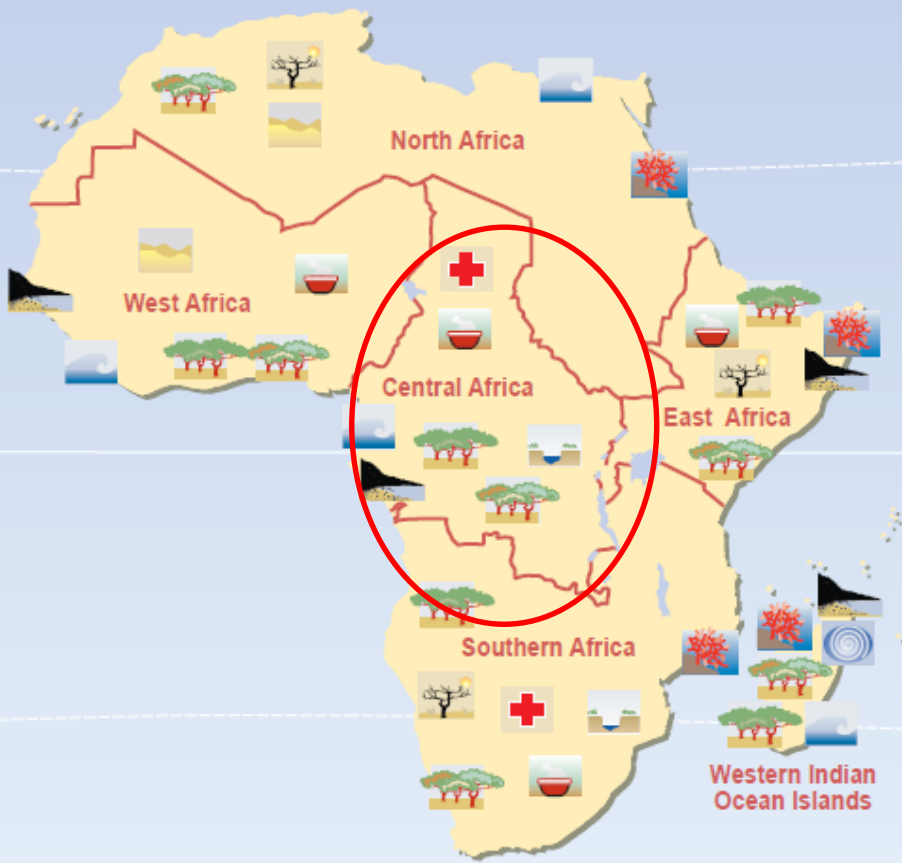 North Africa
West Africa
Central Africa
East Africa
Southern Africa
Western Indian
Ocean Islands